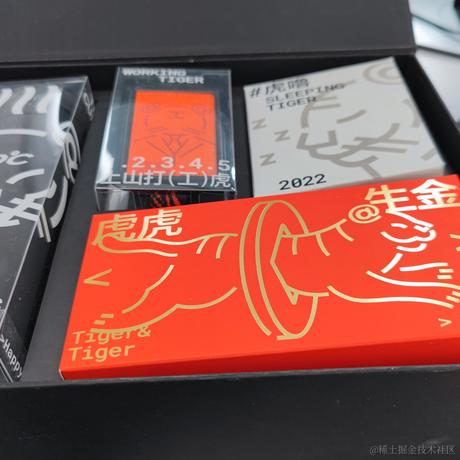 WORKING
TIGER
.2.3.4.5
上山打(工)虎
#虎噜
SLEEPING
TIGER
Z
Z
Z
2022
虎虎
@生金
Tiger&
Tiger
Happy
@稀土掘金技术社区